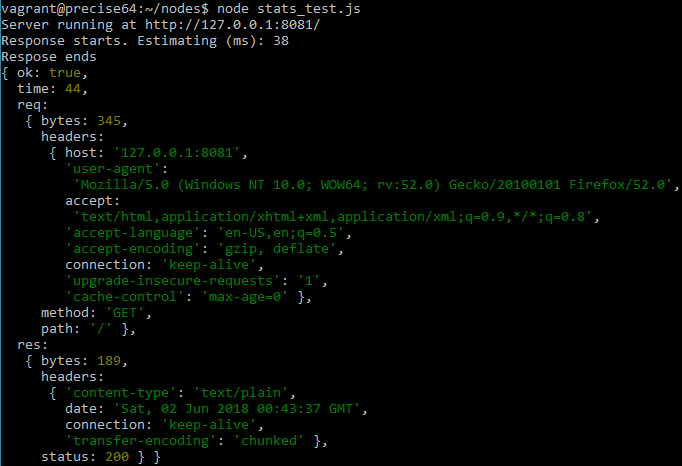 vagrant@precise64:~/nodes$ node stats_test.js
Server running at http://127.0.0.1:8081/
Response starts. Estimating (ms): 38
Respose ends
{ ok: true,
  time: 44,
  req:
   { bytes: 345,
     headers:
      { host: '127.0.0.1:8081',
        'user-agent':
         'Mozilla/5.0 (Windows NT 10.0; WOW64; rv:52.0) Gecko/20100101 Firefox/52.0',
        accept:
         'text/html,application/xhtml+xml,application/xml;q=0.9,*/*;q=0.8',
        'accept-language': 'en-US,en;q=0.5',
        'accept-encoding': 'gzip, deflate',
        connection: 'keep-alive',
        'upgrade-insecure-requests': '1',
        'cache-control': 'max-age=0' },
     method: 'GET',
     path: '/' },
  res:
   { bytes: 189,
     headers:
      { 'content-type': 'text/plain',
        date: 'Sat, 02 Jun 2018 00:43:37 GMT',
        connection: 'keep-alive',
        'transfer-encoding': 'chunked' },
     status: 200 } }